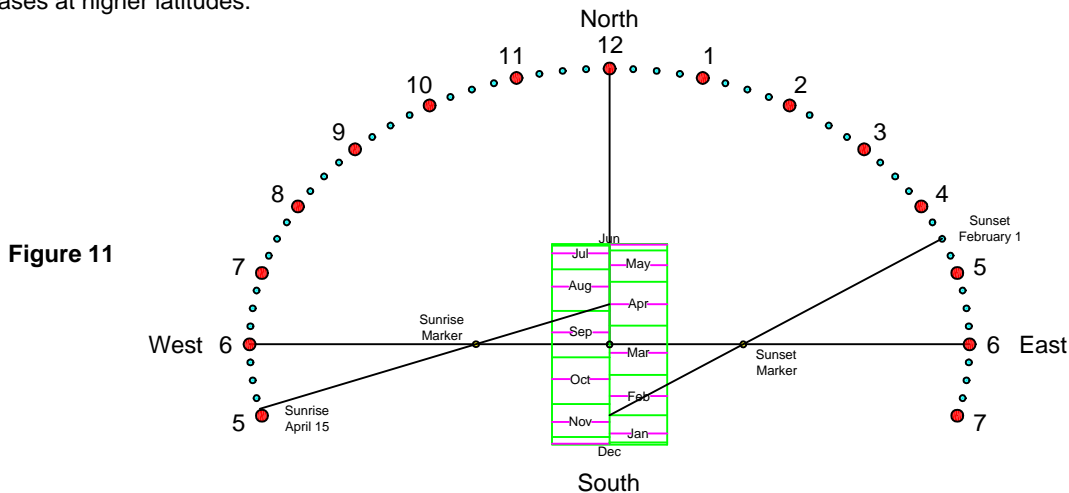 ases at higher latitudes.
North
12
11
1
10
2
9
3
8
4
Sunset
February 1
Figure 11
Jun
Jul
May
7
5
Aug
Apr
Sunrise
Marker
Sep
West 6
6 East
Mar
Sunset
Marker
Oct
Feb
Sunrise
April 15
5
7
Nov
Jan
Dec
South